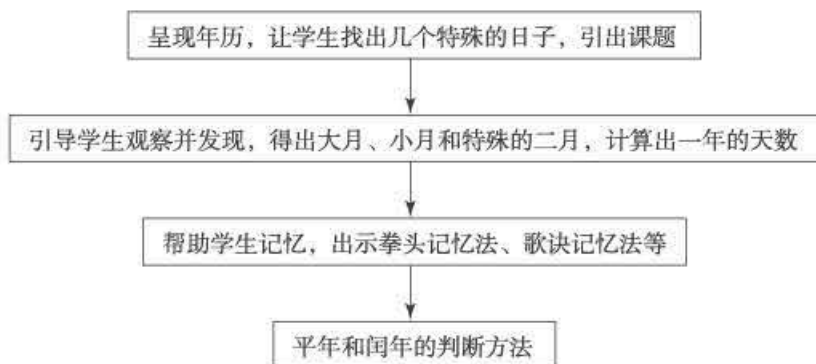 呈现年历，让学生找出几个特殊的日子，引出课题
引导学生观察并发现，得出大月、小月和特殊的二月，计算出一年的天数
帮助学生记忆，出示拳头记忆法、歌诀记忆法等
平年和闰年的判断方法